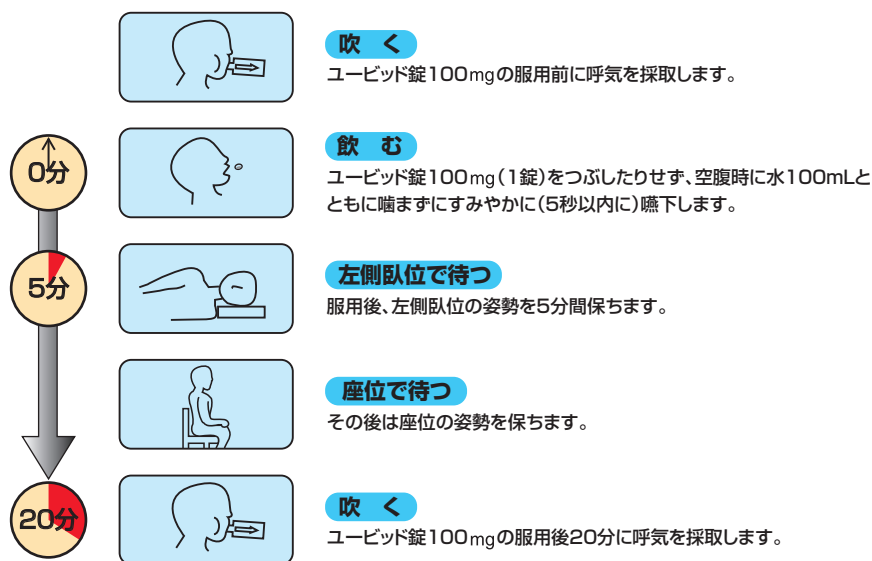 吹 く
ユービッド錠100mgの服用前に呼気を採取します。
0分
飲 む
ユービッド錠100mg(1錠)をつぶしたりせず、空腹時に水100mLと
ともに噛まずにすみやかに(5秒以内に)嚥下します。
5分
左側臥位で待つ
服用後、左側臥位の姿勢を5分間保ちます。
座位で待つ
その後は座位の姿勢を保ちます。
20分
吹 く
ユービッド錠100mgの服用後20分に呼気を採取します。